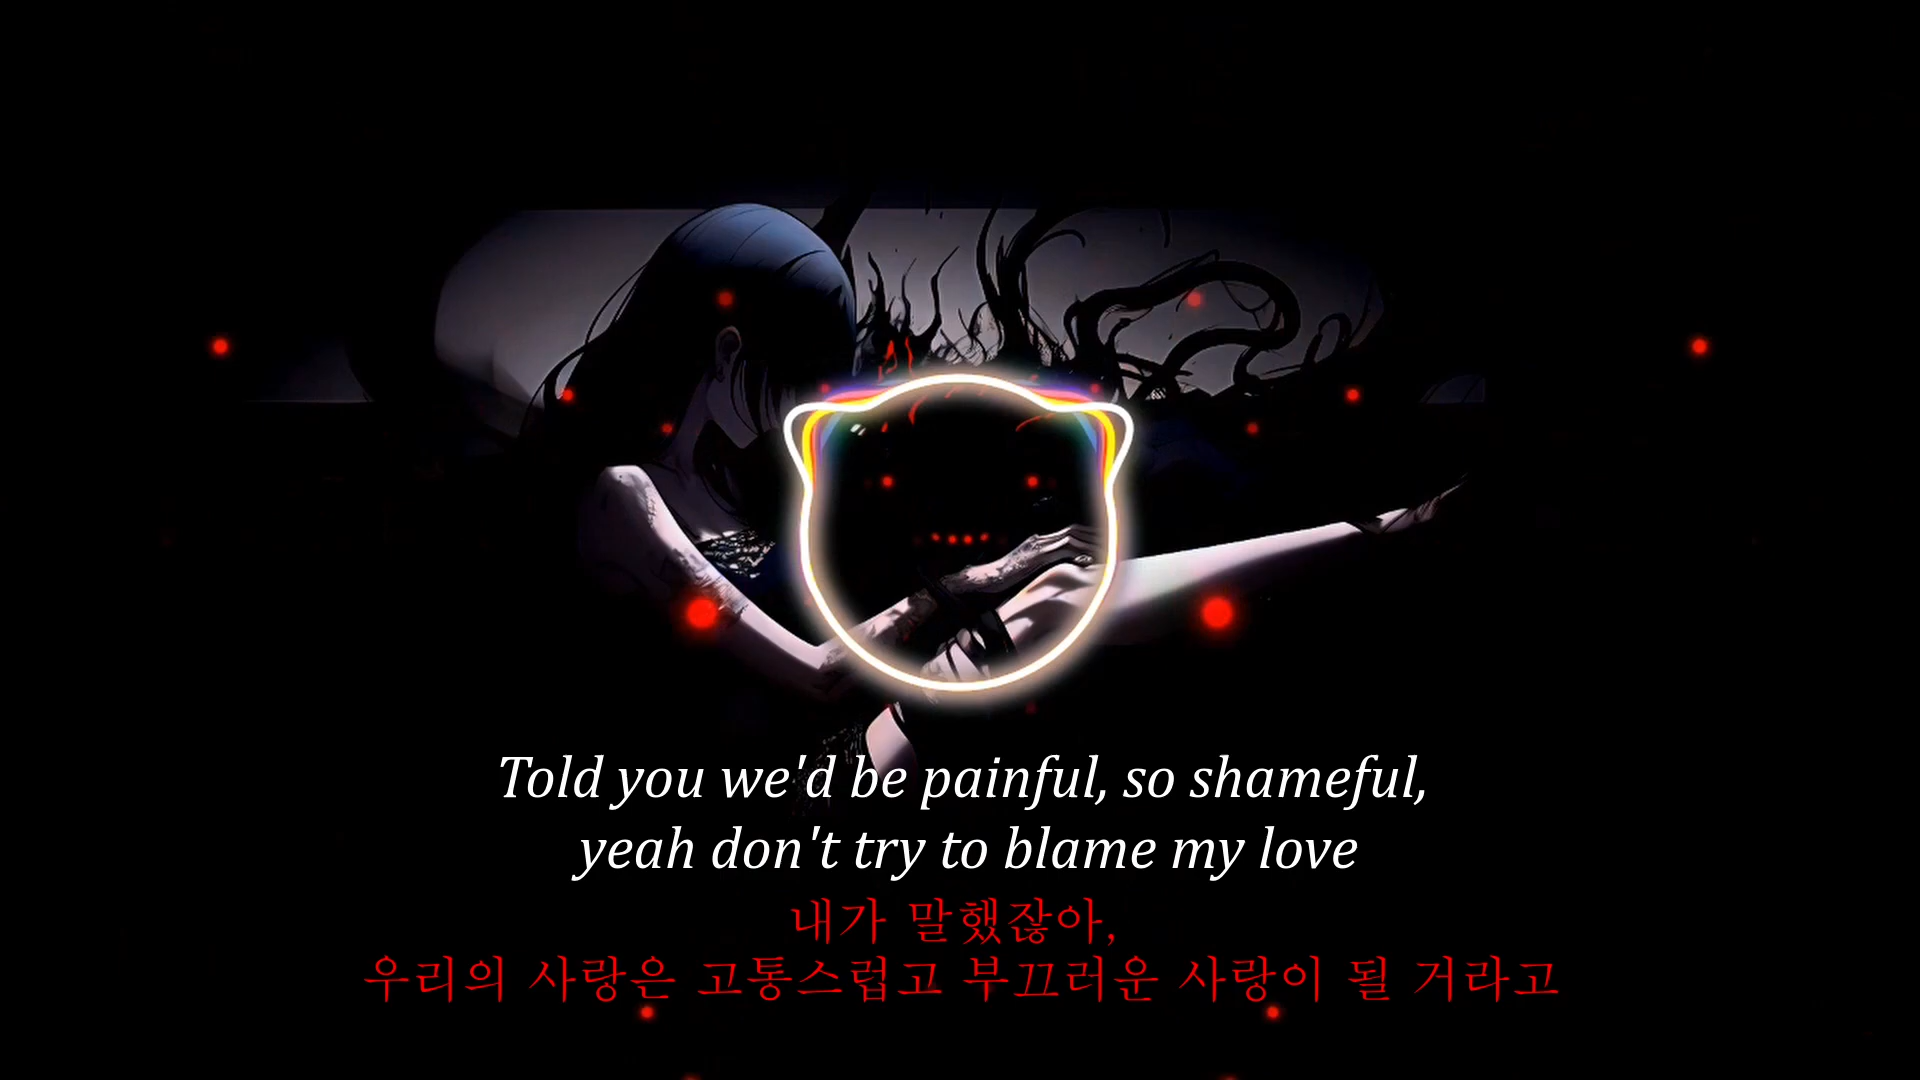 Told you we'd be painful, so shameful,
yeah don't try to blame my love
내가 말했잖아,
우리의 사랑은 고통스럽고 부끄러운 사랑이 될 거라고